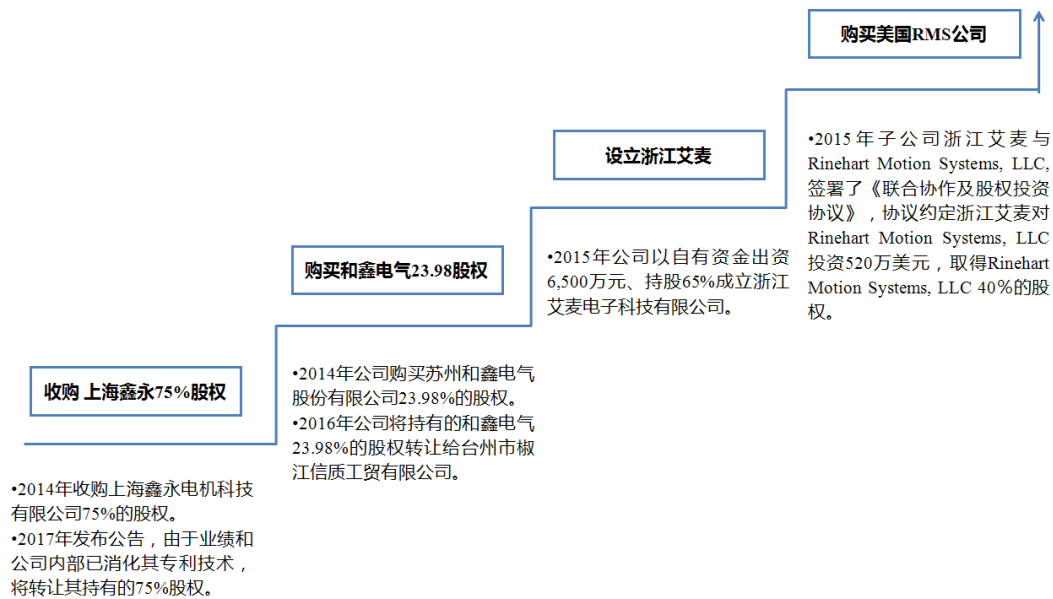 收购 上海鑫永75%股权
•2014年收购上海鑫永电机科技
有限公司75%的股权。
•2017年发布公告，由于业绩和
公司内部已消化其专利技术，
将转让其持有的75%股权。
购买和鑫电气23.98股权
•2014年公司购买苏州和鑫电气
股份有限公司23.98%的股权。
•2016年公司将持有的和鑫电气
23.98%的股权转让给台州市椒
江信质工贸有限公司。
设立浙江艾麦
•2015年公司以自有资金出资
6,500万元、持股65%成立浙江
艾麦电子科技有限公司。
购买美国RMS公司
•2015年子公司浙江艾麦与
Rinehart Motion Systems, LLC,
签署了《联合协作及股权投资
协议》，协议约定浙江艾麦对
Rinehart Motion Systems, LLC
投资520万美元，取得Rinehart
Motion Systems, LLC 40%的股
权。